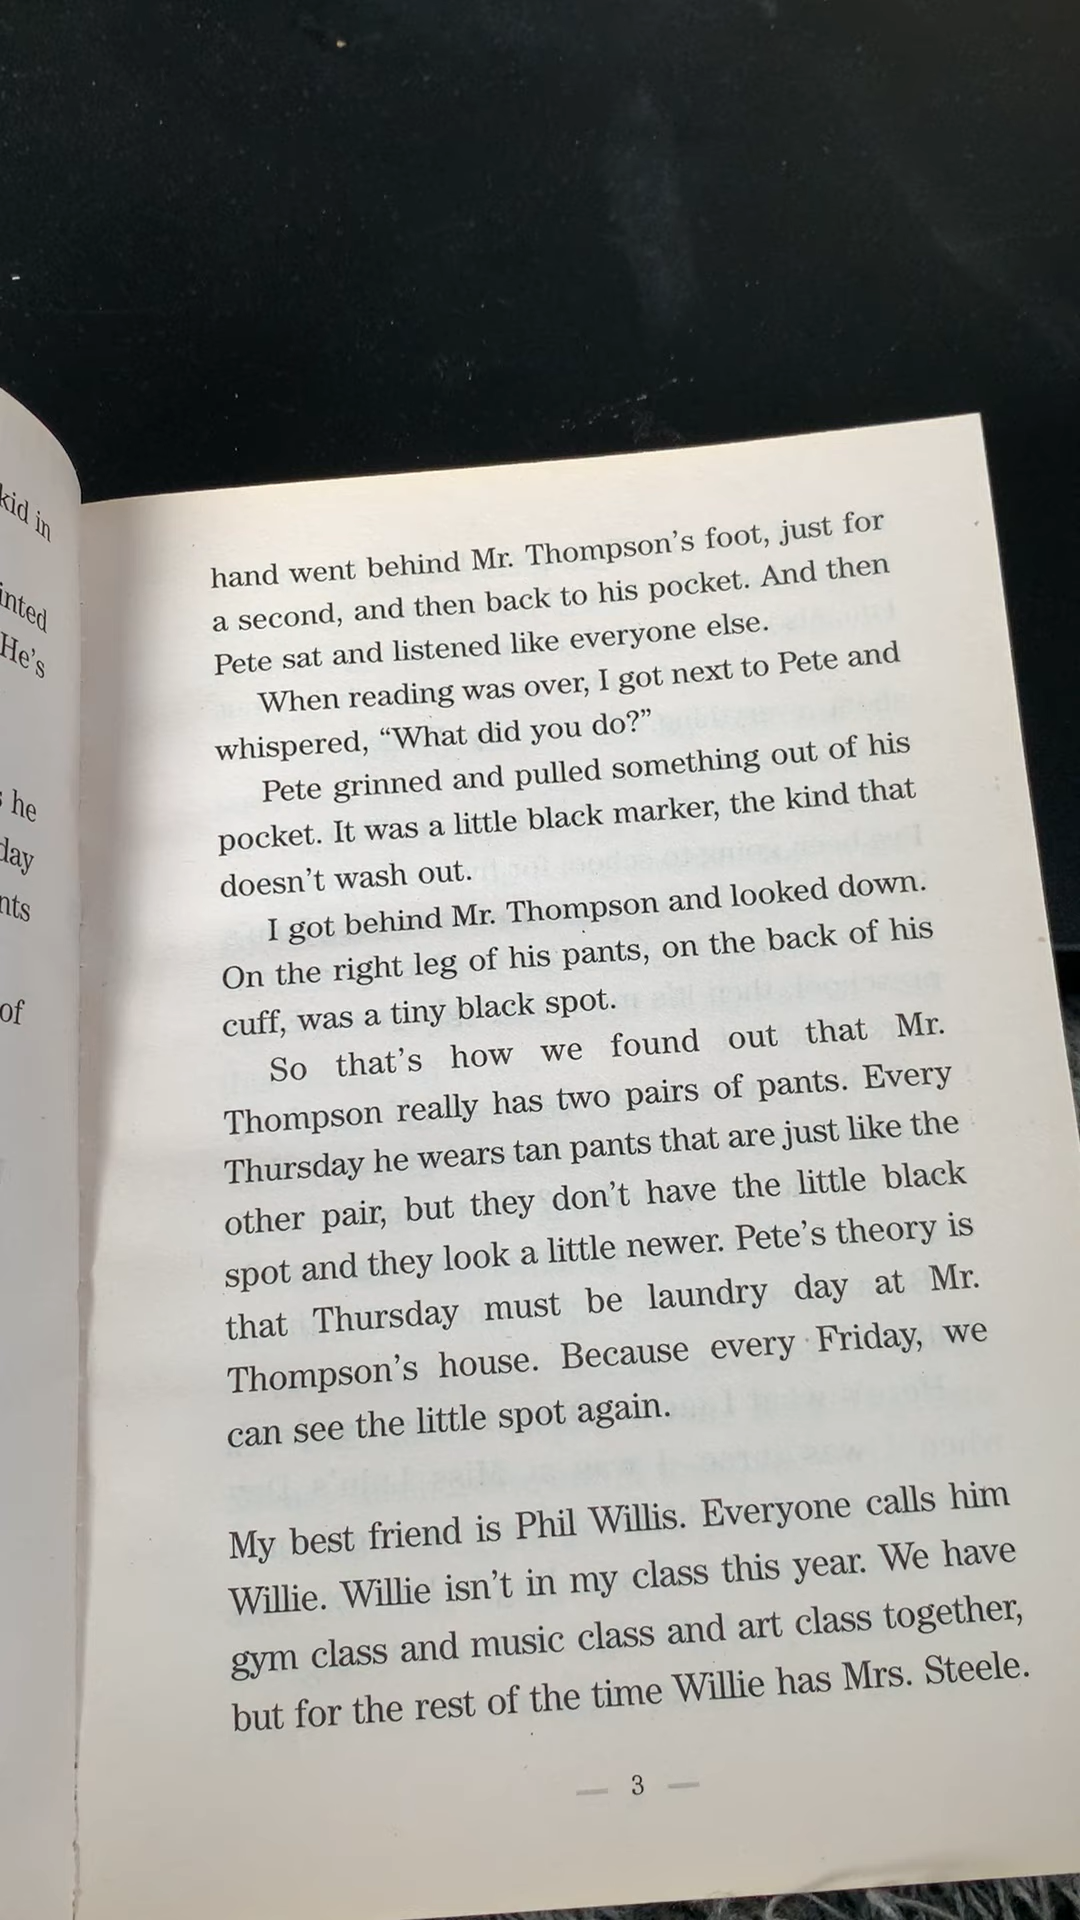 kid in
He's
he
of
hand went behind Mr. Thompson's foot, just for
a second, and then back to his pocket. And then
Pete sat and listened like everyone else.
When reading was over, I got next to Pete and
whispered, “What did you do?”
Pete grinned and pulled something out of his
pocket. It was a little black marker, the kind that
doesn't wash out.
I got behind Mr. Thompson and looked down.
On the right leg of his pants, on the back of his
cuff, was a tiny black spot.
So that's how we found out that Mr.
Thompson really has two pairs of pants. Every
Thursday he wears tan pants that are just like the
other pair, but they don't have the little black
spot and they look a little newer. Pete's theory is
that Thursday must be laundry day at Mr.
Thompson's house. Because every Friday, we
can see the little spot again.
My best friend is Phil Willis. Everyone calls him
Willie. Willie isn't in my class this year. We have
gym class and music class and art class together,
but for the rest of the time Willie has Mrs. Steele.
3